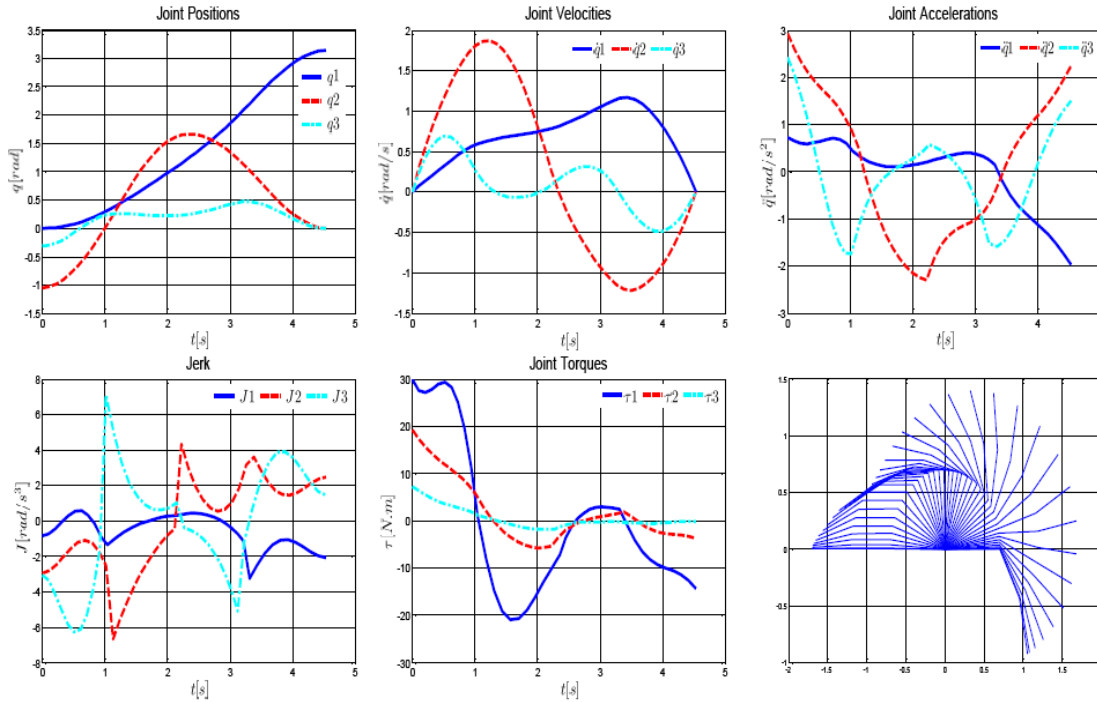 Joint Positions
3.5
3
2.5
2
1.5
1
0.5
0
-0.5
-1
-1.5
q[rad]
q1
q2
q3
0 1 2 3 4 5
t[s]
Joint Velocities
2
1.5
1
0.5
0
-0.5
-1
-1.5
q̇[rad/s]
q̇1 q̇2 q̇3
0 1 2 3 4 5
t[s]
Joint Accelerations
3
2
1
0
-1
-2
-3
q̈[rad/s²]
q̈1 q̈2 q̈3
0 1 2 3 4
t[s]
Jerk
8
6
4
2
0
-2
-4
-6
-8
J[rad/s³]
J1 J2 J3
0 1 2 3 4 5
t[s]
Joint Torques
30
20
10
0
-10
-20
-30
τ[N.m]
τ1 τ2 τ3
0 1 2 3 4 5
t[s]
1.5
1
0.5
0
-0.5
-1
-2 -1.5 -1 -0.5 0 0.5 1 1.5